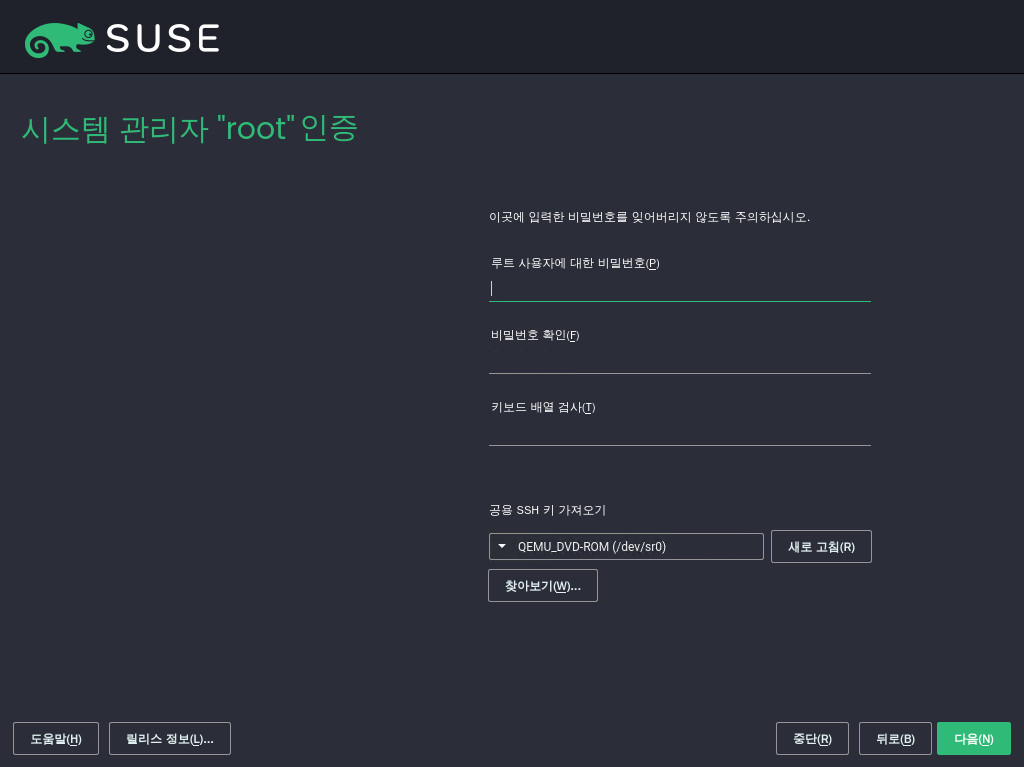 SUSE
시스템 관리자 "root" 인증
이곳에 입력한 비밀번호를 잊어버리지 않도록 주의하십시오.
루트 사용자에 대한 비밀번호(P)
비밀번호 확인(F)
키보드 배열 검사(T)
공용 SSH 키 가져오기
QEMU_DVD-ROM (/dev/sr0)
새로 고침(R)
찾아보기(W)...
도움말(H)
릴리스 정보(L)...
중단(R)
뒤로(B)
다음(N)